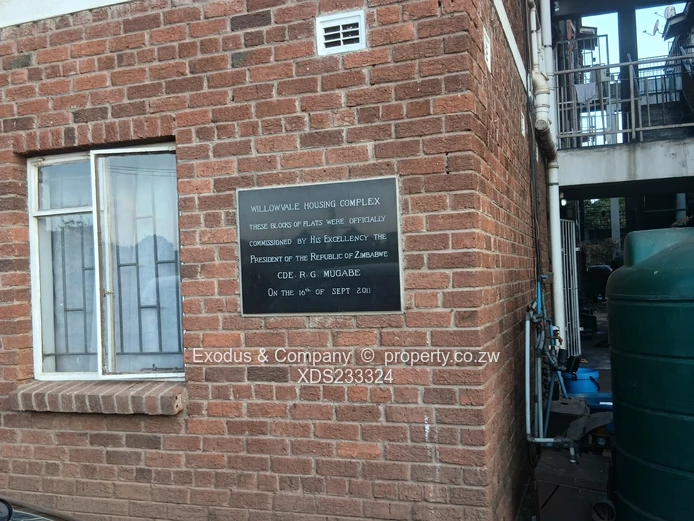 WILLOWVALE HOUSING COMPLEX
THESE BLOCKS OF FLATS WERE OFFICIALLY
COMMISSIONED BY HIS EXCELLENCY THE
PRESIDENT OF THE REPUBLIC OF ZIMBABWE
CDE. R. G. MUGABE
ON THE 16th OF SEPT 2011
Exodus & Company © property.co.zw
XDS233324